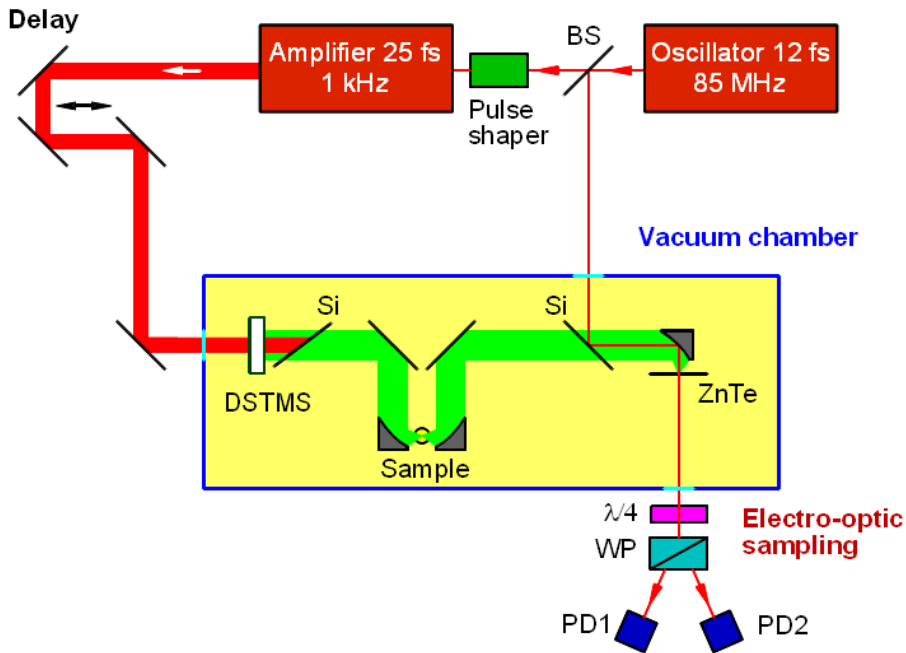 Delay
Amplifier 25 fs
1 kHz
BS
Oscillator 12 fs
85 MHz
Pulse
shaper
Vacuum chamber
Si
Si
DSTMS
ZnTe
Sample
λ/4
Electro-optic
sampling
WP
PD1
PD2